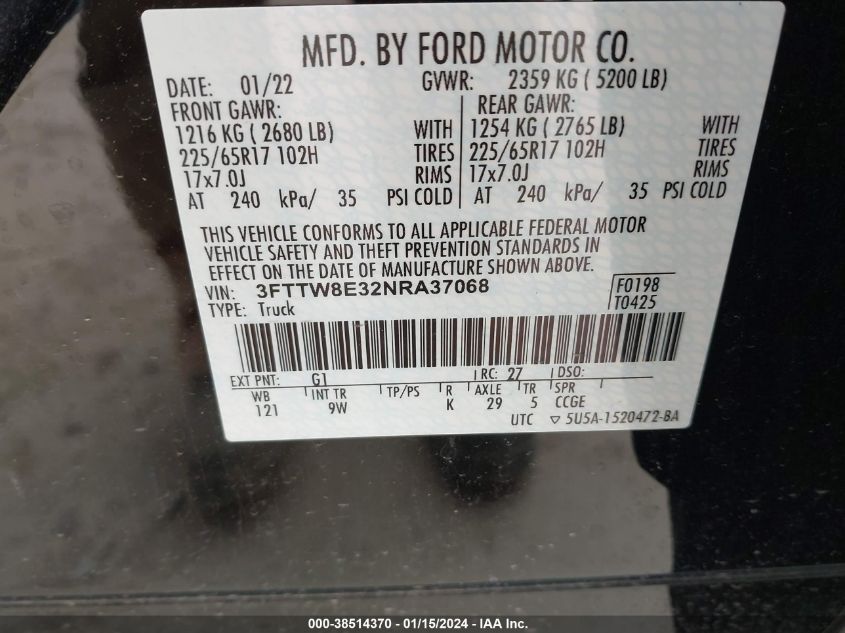 MFD. BY FORD MOTOR CO.
DATE: 01/22 GVWR: 2359 KG ( 5200 LB)
FRONT GAWR: REAR GAWR:
1216 KG ( 2680 LB) WITH 1254 KG ( 2765 LB) WITH
225/65R17 102H TIRES 225/65R17 102H TIRES
17x7.0J RIMS 17x7.0J RIMS
AT 240 kPa/ 35 PSI COLD AT 240 kPa/ 35 PSI COLD
THIS VEHICLE CONFORMS TO ALL APPLICABLE FEDERAL MOTOR
VEHICLE SAFETY AND THEFT PREVENTION STANDARDS IN
EFFECT ON THE DATE OF MANUFACTURE SHOWN ABOVE.
VIN: 3FTTW8E32NRA37068 F0198
TYPE: Truck T0425
EXT PNT: G1 RC: 27 DSO:
WB INT TR TP/PS R AXLE TR SPR
121 9W K 29 5 CCGE
UTC ▽ 5U5A-1520472-BA
000-38514370 - 01/15/2024 - IAA Inc.